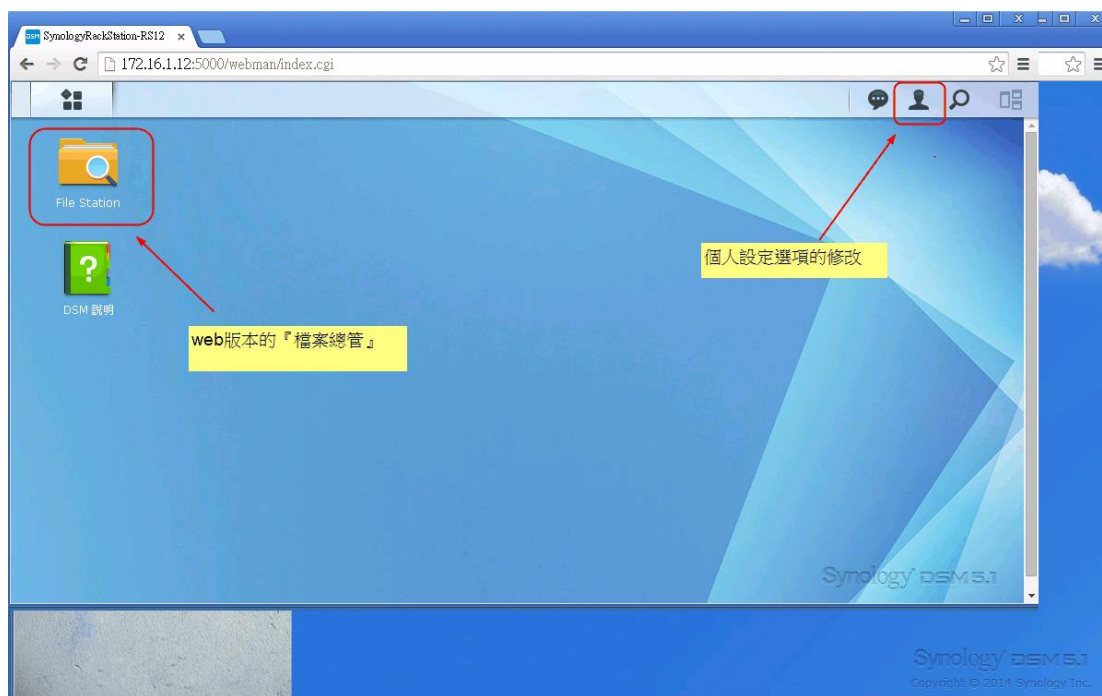 SynologyRackStation-RS12
172.16.1.12:5000/webman/index.cgi
File Station
個人設定選項的修改
DSM 說明
web版本的『檔案總管』
Synology DSM 5.1
Synology DSM 5.1
Copyright © 2014 Synology Inc.